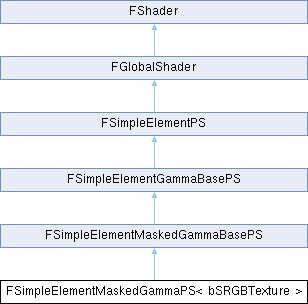 FShader
FGlobalShader
FSimpleElementPS
FSimpleElementGammaBasePS
FSimpleElementMaskedGammaBasePS
FSimpleElementMaskedGammaPS< bSRGBTexture >